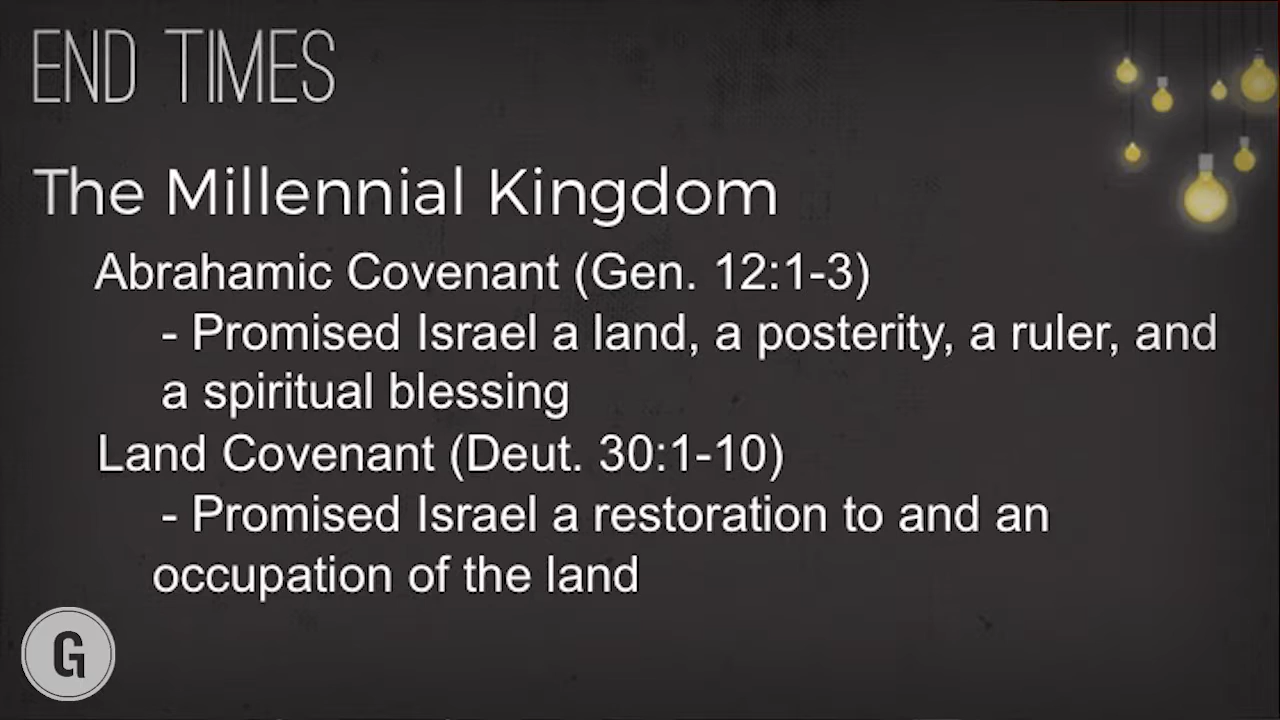 END TIMES
The Millennial Kingdom
Abrahamic Covenant (Gen. 12:1-3)
- Promised Israel a land, a posterity, a ruler, and
a spiritual blessing
Land Covenant (Deut. 30:1-10)
- Promised Israel a restoration to and an
occupation of the land
G